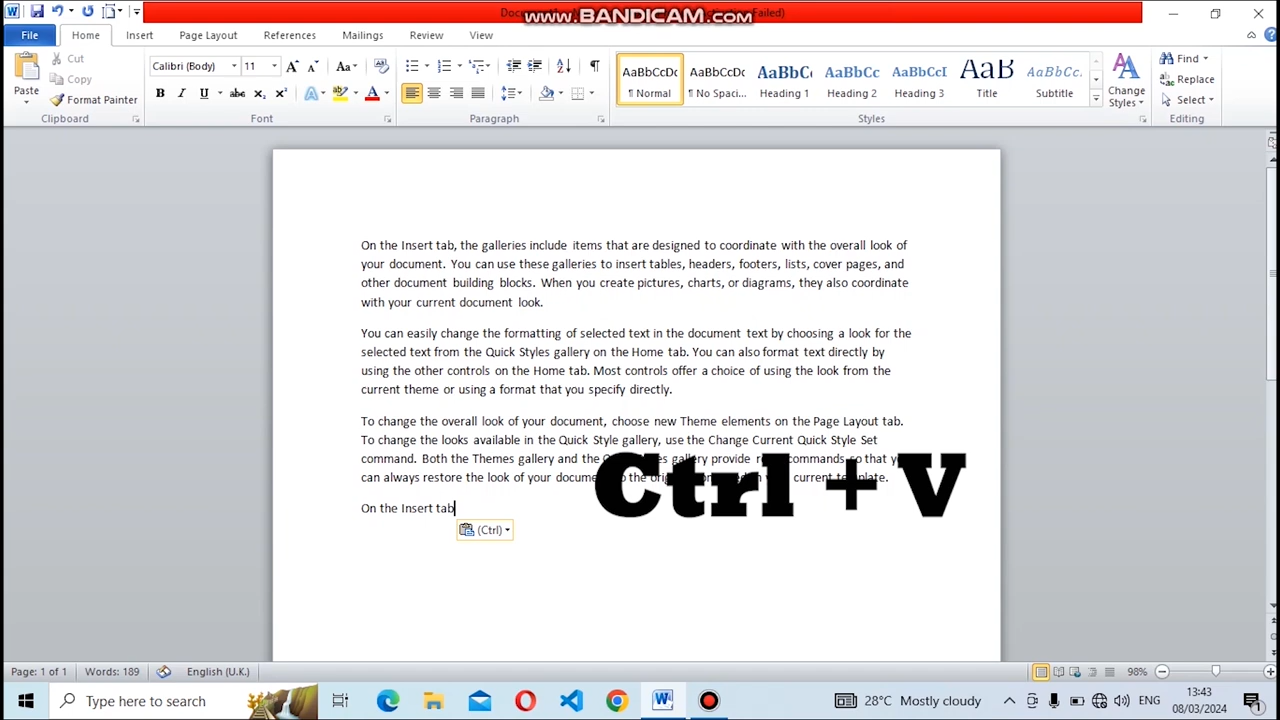 www.BANDICAM.com
File Home Insert Page Layout References Mailings Review View
Cut
Copy
Paste
Format Painter
Calibri (Body) 11
AaBbCcDc AaBbCcDc AaBbC AaBbCc AaBbCcI AaB AaBbCc.
¶ Normal ¶ No Spaci... Heading 1 Heading 2 Heading 3 Title Subtitle
Change
Styles
Find
Replace
Select
Clipboard Font Paragraph Styles Editing
On the Insert tab, the galleries include items that are designed to coordinate with the overall look of
your document. You can use these galleries to insert tables, headers, footers, lists, cover pages, and
other document building blocks. When you create pictures, charts, or diagrams, they also coordinate
with your current document look.
You can easily change the formatting of selected text in the document text by choosing a look for the
selected text from the Quick Styles gallery on the Home tab. You can also format text directly by
using the other controls on the Home tab. Most controls offer a choice of using the look from the
current theme or using a format that you specify directly.
To change the overall look of your document, choose new Theme elements on the Page Layout tab.
To change the looks available in the Quick Style gallery, use the Change Current Quick Style Set
command. Both the Themes gallery and the gallery provide commands so that
can always restore the look of your the current template.
Ctrl + V
On the Insert tab
(Ctrl)
Page: 1 of 1 Words: 189 English (U.K.) 98%
Type here to search
28°C Mostly cloudy ENG 13:43
08/03/2024